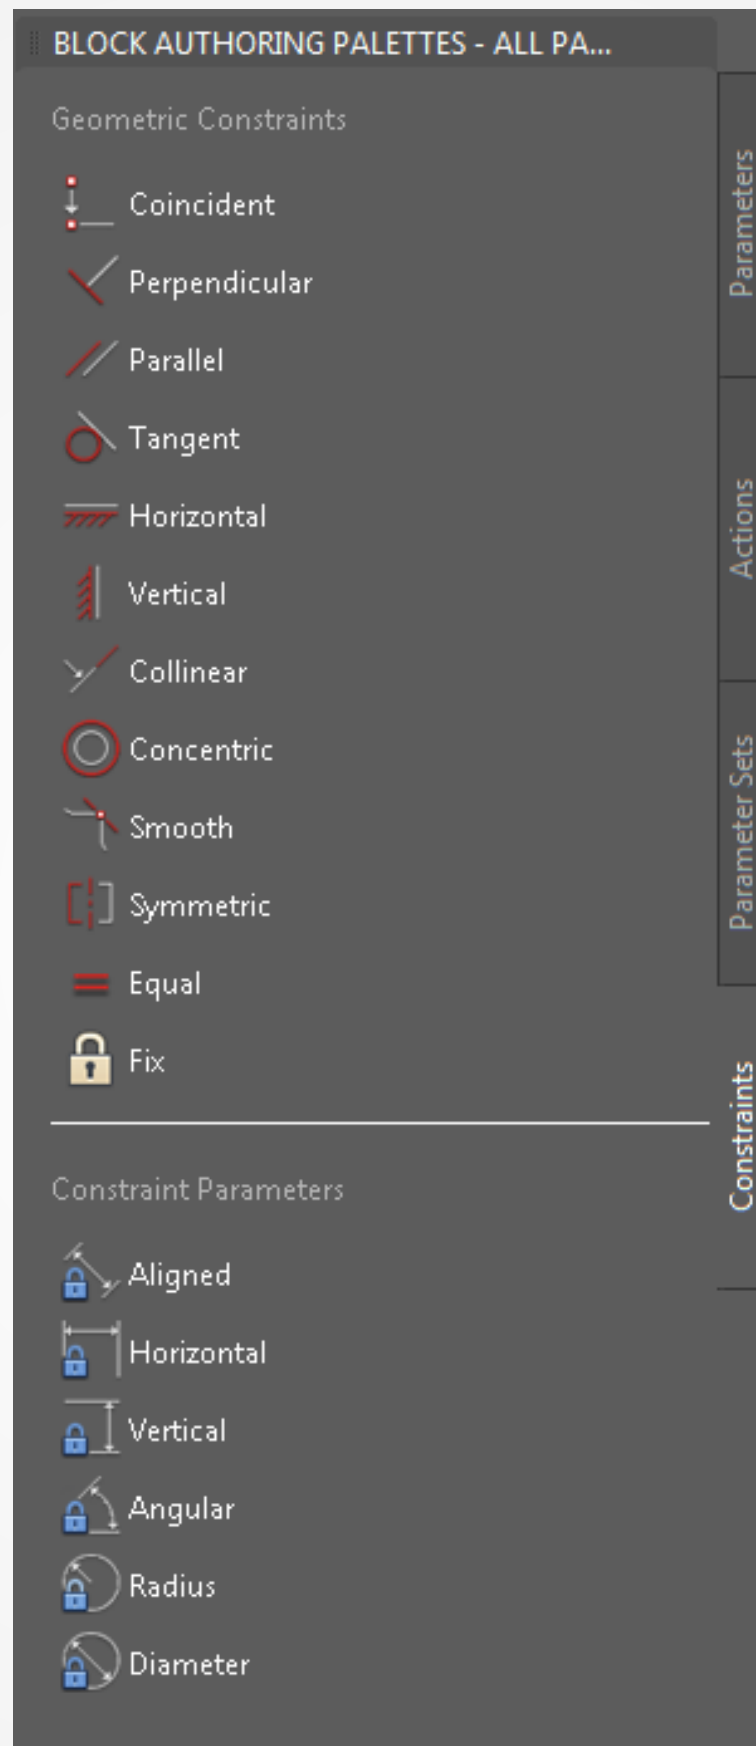 BLOCK AUTHORING PALETTES - ALL PA...
Geometric Constraints
Coincident
Perpendicular
Parallel
Tangent
Horizontal
Vertical
Collinear
Concentric
Smooth
Symmetric
Equal
Fix
Constraint Parameters
Aligned
Horizontal
Vertical
Angular
Radius
Diameter
Parameters
Actions
Parameter Sets
Constraints